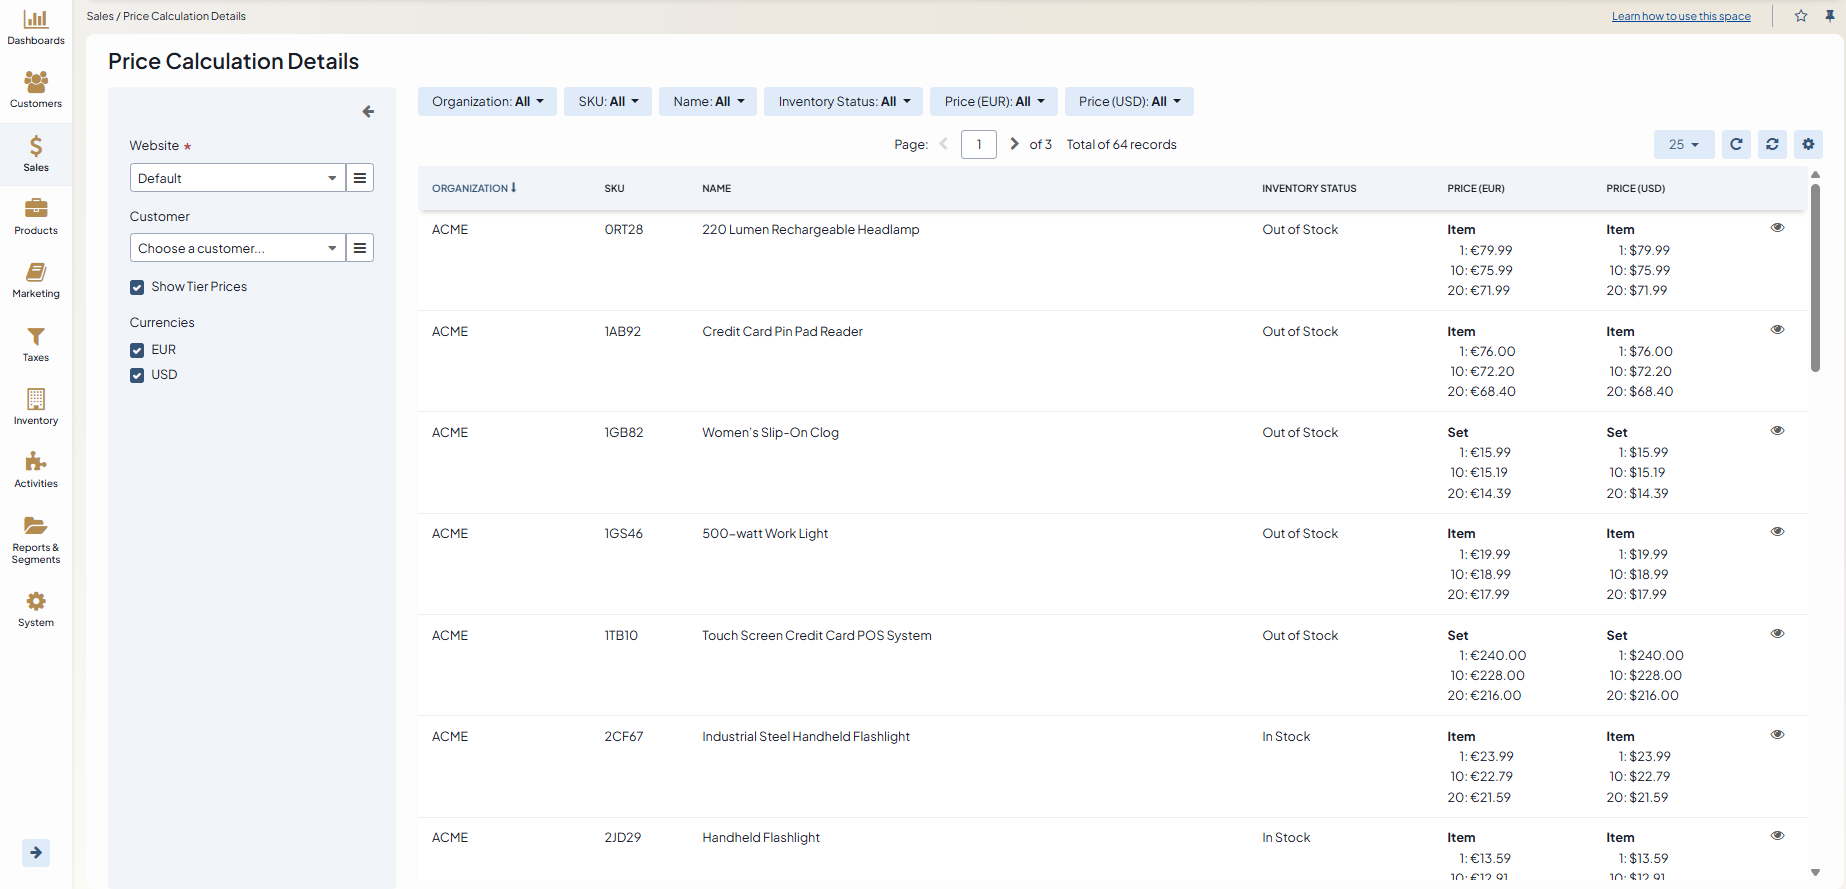 Sales / Price Calculation Details
Learn how to use this space
Dashboards
Customers
Sales
Products
Marketing
Taxes
Inventory
Activities
Reports &
Segments
System
Price Calculation Details
Website *
Default
Customer
Choose a customer...
Show Tier Prices
Currencies
EUR
USD
Organization: All
SKU: All
Name: All
Inventory Status: All
Price (EUR): All
Price (USD): All
Page: 1 of 3 Total of 64 records
25
ORGANIZATION SKU NAME INVENTORY STATUS PRICE (EUR) PRICE (USD)
ACME 0RT28 220 Lumen Rechargeable Headlamp Out of Stock Item Item
1: €79.99 1: $79.99
10: €75.99 10: $75.99
20: €71.99 20: $71.99
ACME 1AB92 Credit Card Pin Pad Reader Out of Stock Item Item
1: €76.00 1: $76.00
10: €72.20 10: $72.20
20: €68.40 20: $68.40
ACME 1GB82 Women's Slip-On Clog Out of Stock Set Set
1: €15.99 1: $15.99
10: €15.19 10: $15.19
20: €14.39 20: $14.39
ACME 1GS46 500-watt Work Light Out of Stock Item Item
1: €19.99 1: $19.99
10: €18.99 10: $18.99
20: €17.99 20: $17.99
ACME 1TB10 Touch Screen Credit Card POS System Out of Stock Set Set
1: €240.00 1: $240.00
10: €228.00 10: $228.00
20: €216.00 20: $216.00
ACME 2CF67 Industrial Steel Handheld Flashlight In Stock Item Item
1: €23.99 1: $23.99
10: €22.79 10: $22.79
20: €21.59 20: $21.59
ACME 2JD29 Handheld Flashlight In Stock Item Item
1: €13.59 1: $13.59
10: €12.91 10: $12.91